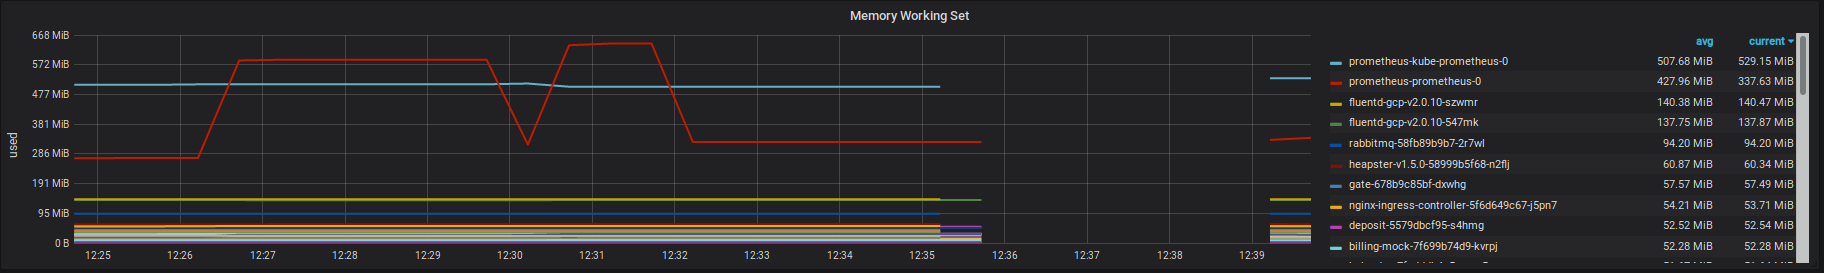 Memory Working Set
668 MiB
572 MiB
477 MiB
381 MiB
286 MiB
191 MiB
95 MiB
0 B
used
12:25 12:26 12:27 12:28 12:29 12:30 12:31 12:32 12:33 12:34 12:35 12:36 12:37 12:38 12:39
avg current
prometheus-kube-prometheus-0 507.68 MiB 529.15 MiB
prometheus-prometheus-0 427.96 MiB 337.63 MiB
fluentd-gcp-v2.0.10-szwmr 140.38 MiB 140.47 MiB
fluentd-gcp-v2.0.10-547mk 137.75 MiB 137.87 MiB
rabbitmq-58fb89b9b7-2r7wl 94.20 MiB 94.20 MiB
heapster-v1.5.0-58999b5f68-n2flj 60.87 MiB 60.34 MiB
gate-678b9c85bf-dxwhg 57.57 MiB 57.49 MiB
nginx-ingress-controller-5f6d649c67-j5pn7 54.21 MiB 53.71 MiB
deposit-5579dbcf95-s4hmg 52.52 MiB 52.54 MiB
billing-mock-7f699b74d9-kvrpj 52.28 MiB 52.28 MiB